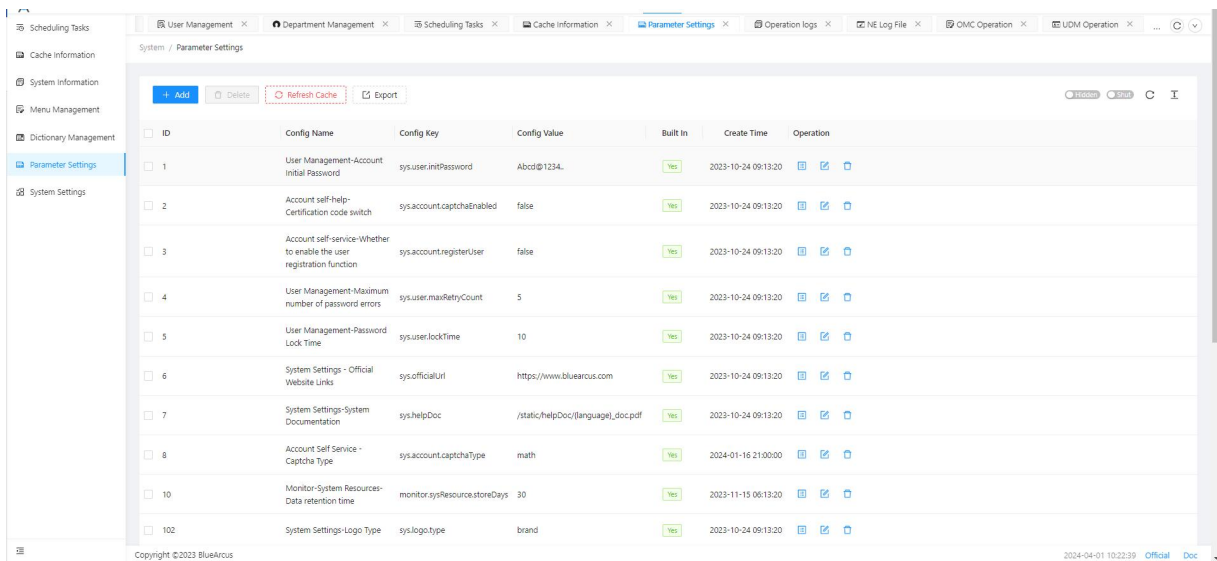 Scheduling Tasks
Cache Information
System Information
Menu Management
Dictionary Management
Parameter Settings
System Settings
User Management × Department Management × Scheduling Tasks × Cache Information × Parameter Settings × Operation logs × NE Log File × OMC Operation × UDM Operation × ...
System / Parameter Settings
+ Add Delete Refresh Cache Export Hidden Shut
ID Config Name Config Key Config Value Built In Create Time Operation
1 User Management-Account sys.user.initPassword Abcd@1234.. Yes 2023-10-24 09:13:20
Initial Password
2 Account self-help- sys.account.captchaEnabled false Yes 2023-10-24 09:13:20
Certification code switch
Account self-service-Whether
3 to enable the user sys.account.registerUser false Yes 2023-10-24 09:13:20
registration function
4 User Management-Maximum sys.user.maxRetryCount 5 Yes 2023-10-24 09:13:20
number of password errors
5 User Management-Password sys.user.lockTime 10 Yes 2023-10-24 09:13:20
Lock Time
6 System Settings - Official sys.officialUrl https://www.bluearcus.com Yes 2023-10-24 09:13:20
Website Links
7 System Settings-System sys.helpDoc /static/helpDoc/{language}_doc.pdf Yes 2023-10-24 09:13:20
Documentation
8 Account Self Service - sys.account.captchaType math Yes 2024-01-16 21:00:00
Captcha Type
10 Monitor-System Resources- monitor.sysResource.storeDays 30 Yes 2023-11-15 06:13:20
Data retention time
102 System Settings-Logo Type sys.logo.type brand Yes 2023-10-24 09:13:20
Copyright ©2023 BlueArcus 2024-04-01 10:22:39 Official Doc